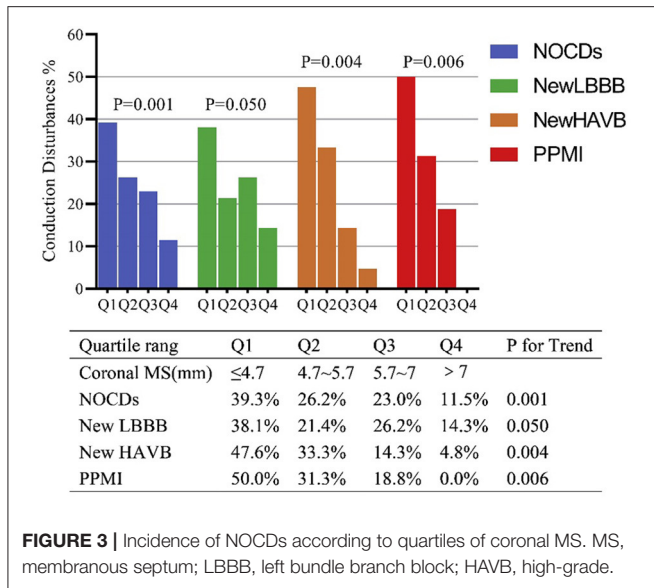 60
50
40
30
20
10
0
Conduction Disturbances %
P=0.001
P=0.050
P=0.004
P=0.006
Q1Q2Q3Q4 Q1Q2Q3Q4 Q1Q2Q3Q4 Q1Q2Q3Q4
NOCDs
NewLBBB
NewHAVB
PPMI
Quartile rang Q1 Q2 Q3 Q4 P for Trend
Coronal MS(mm) ≤4.7 4.7~5.7 5.7~7 > 7
NOCDs 39.3% 26.2% 23.0% 11.5% 0.001
New LBBB 38.1% 21.4% 26.2% 14.3% 0.050
New HAVB 47.6% 33.3% 14.3% 4.8% 0.004
PPMI 50.0% 31.3% 18.8% 0.0% 0.006
FIGURE 3 | Incidence of NOCDs according to quartiles of coronal MS. MS,
membranous septum; LBBB, left bundle branch block; HAVB, high-grade.